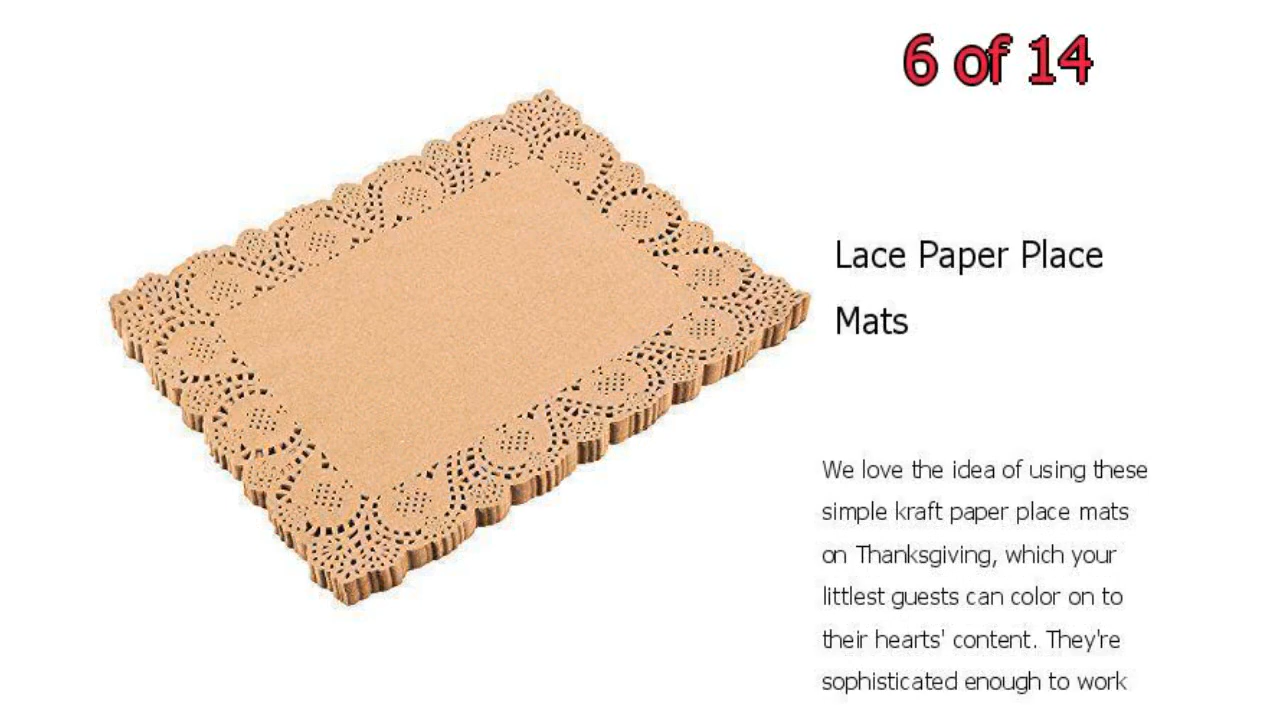 6 of 14
Lace Paper Place
Mats
We love the idea of using these
simple kraft paper place mats
on Thanksgiving, which your
littlest guests can color on to
their hearts' content. They're
sophisticated enough to work